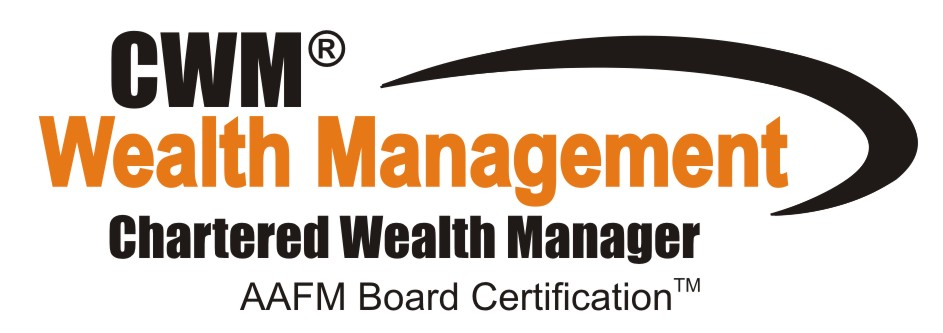 CWM®
Wealth Management
Chartered Wealth Manager
AAFM Board Certification™